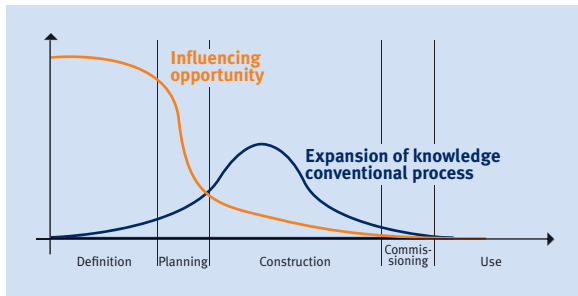 Influencing
opportunity
Expansion of knowledge
conventional process
Definition
Planning
Construction
Commis-
sioning
Use